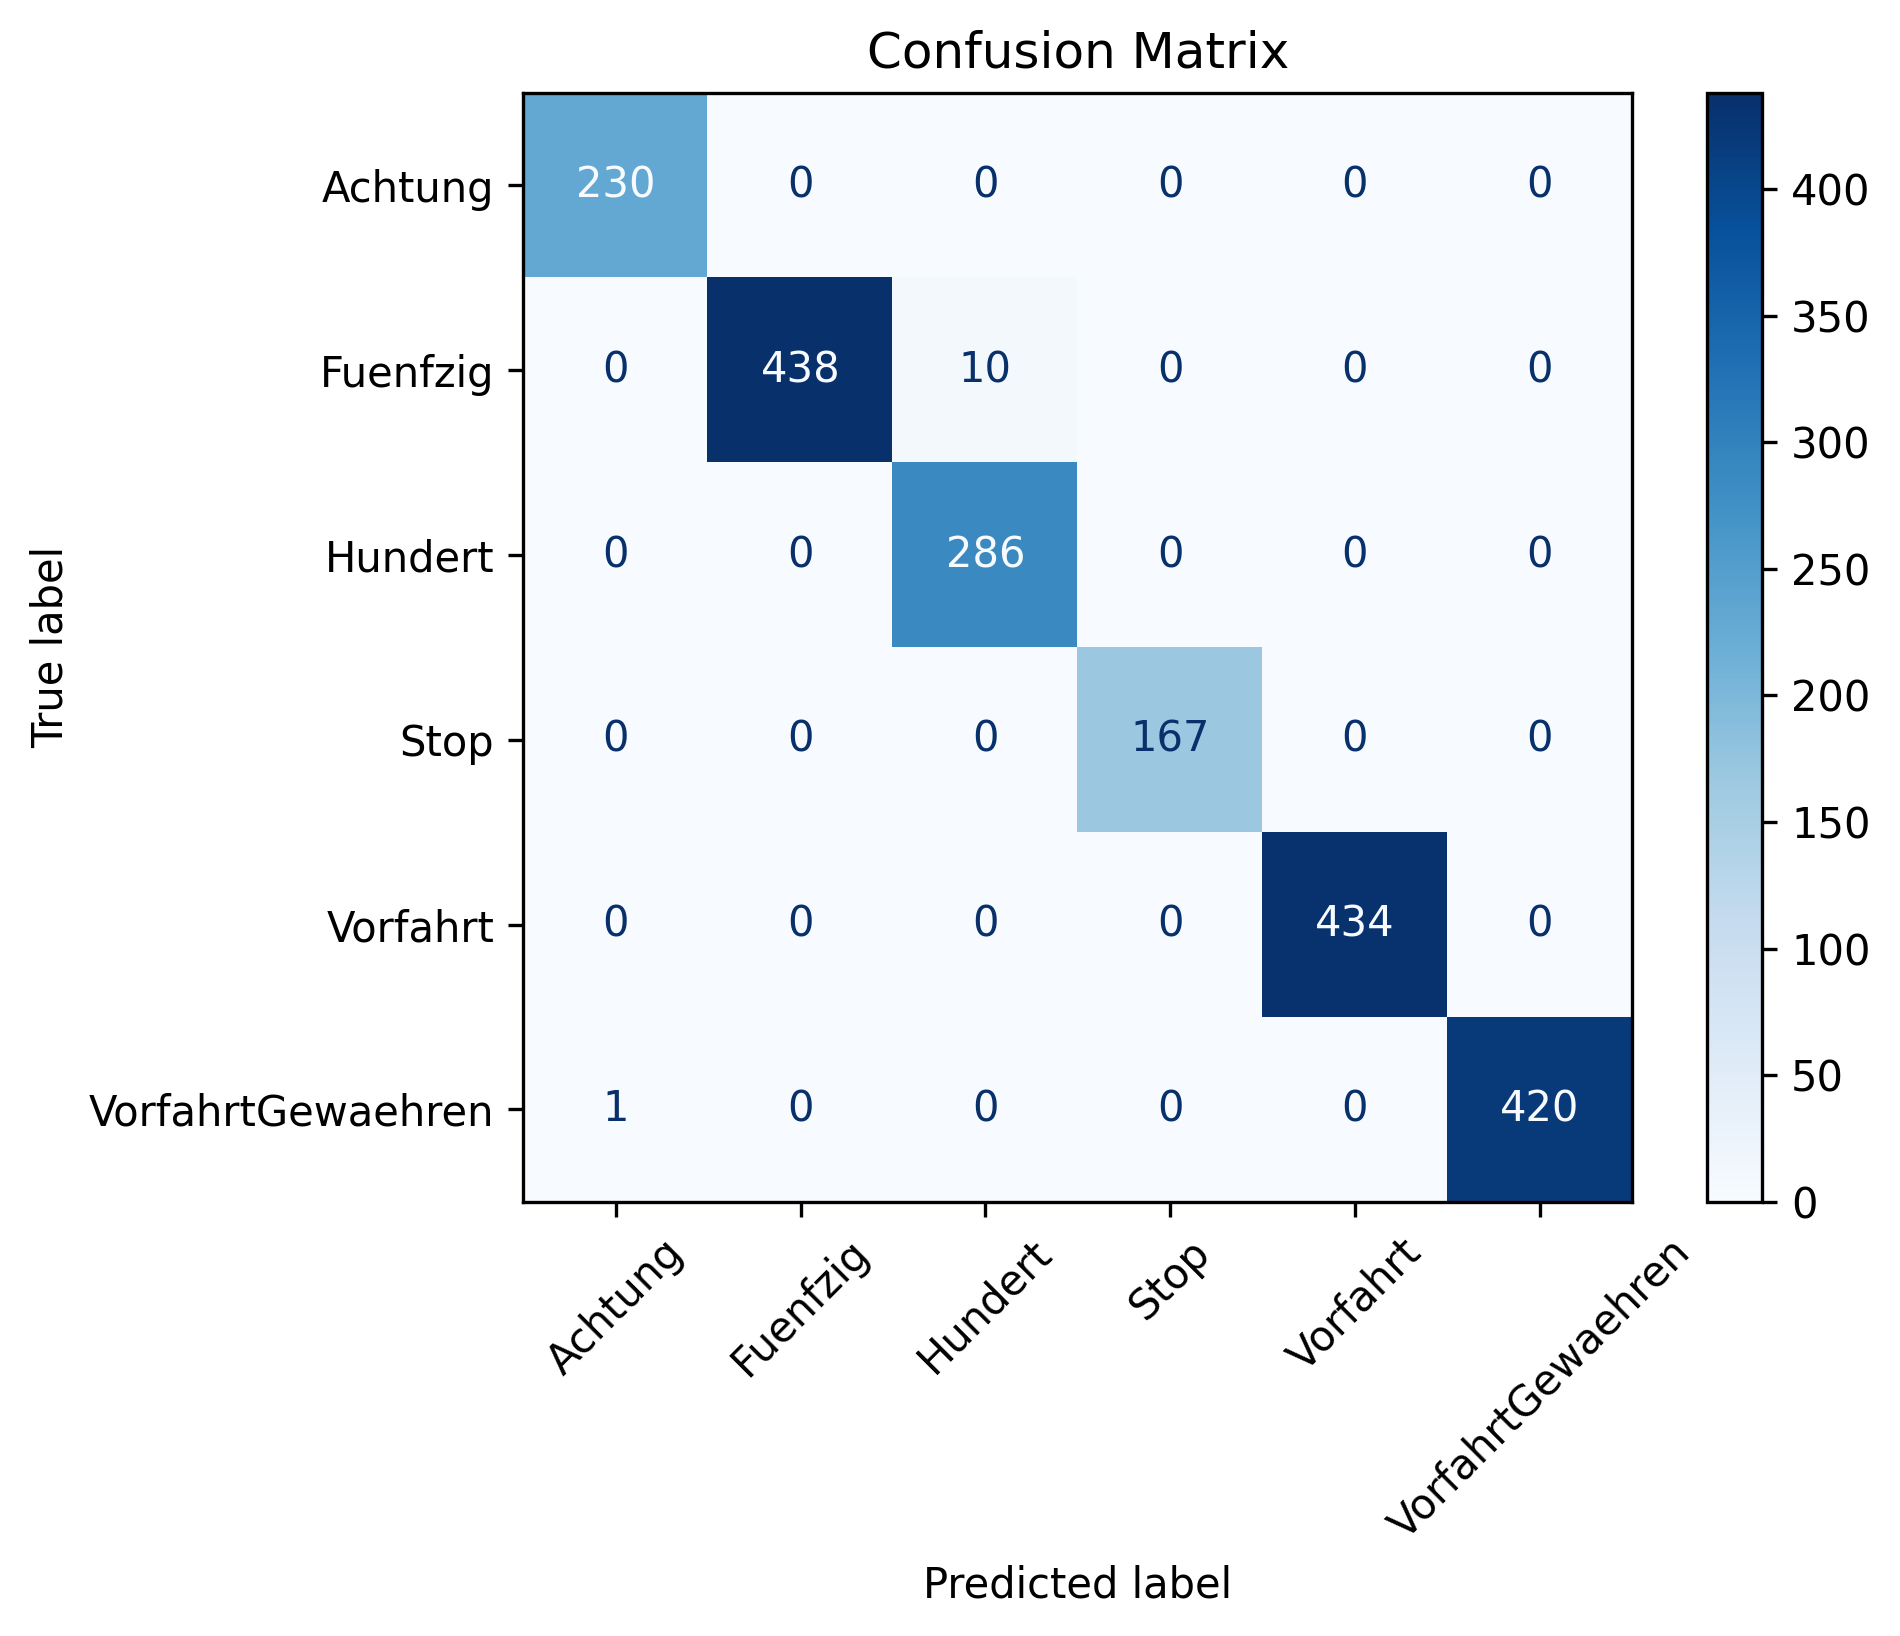 Confusion Matrix
True label
Achtung 230 0 0 0 0 0
Fuenfzig 0 438 10 0 0 0
Hundert 0 0 286 0 0 0
Stop 0 0 0 167 0 0
Vorfahrt 0 0 0 0 434 0
VorfahrtGewaehren 1 0 0 0 0 420
Achtung Fuenfzig Hundert Stop Vorfahrt VorfahrtGewaehren
Predicted label
400
350
300
250
200
150
100
50
0